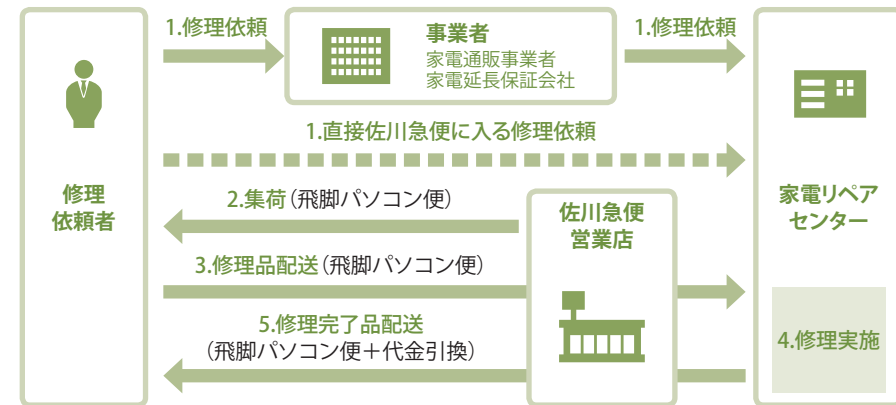 1.修理依頼
事業者
家電通販事業者
家電延長保証会社
1.修理依頼
1.直接佐川急便に入る修理依頼
修理
依頼者
2.集荷(飛脚パソコン便)
佐川急便
営業店
家電リペア
センター
3.修理品配送(飛脚パソコン便)
5.修理完了品配送
(飛脚パソコン便+代金引換)
4.修理実施